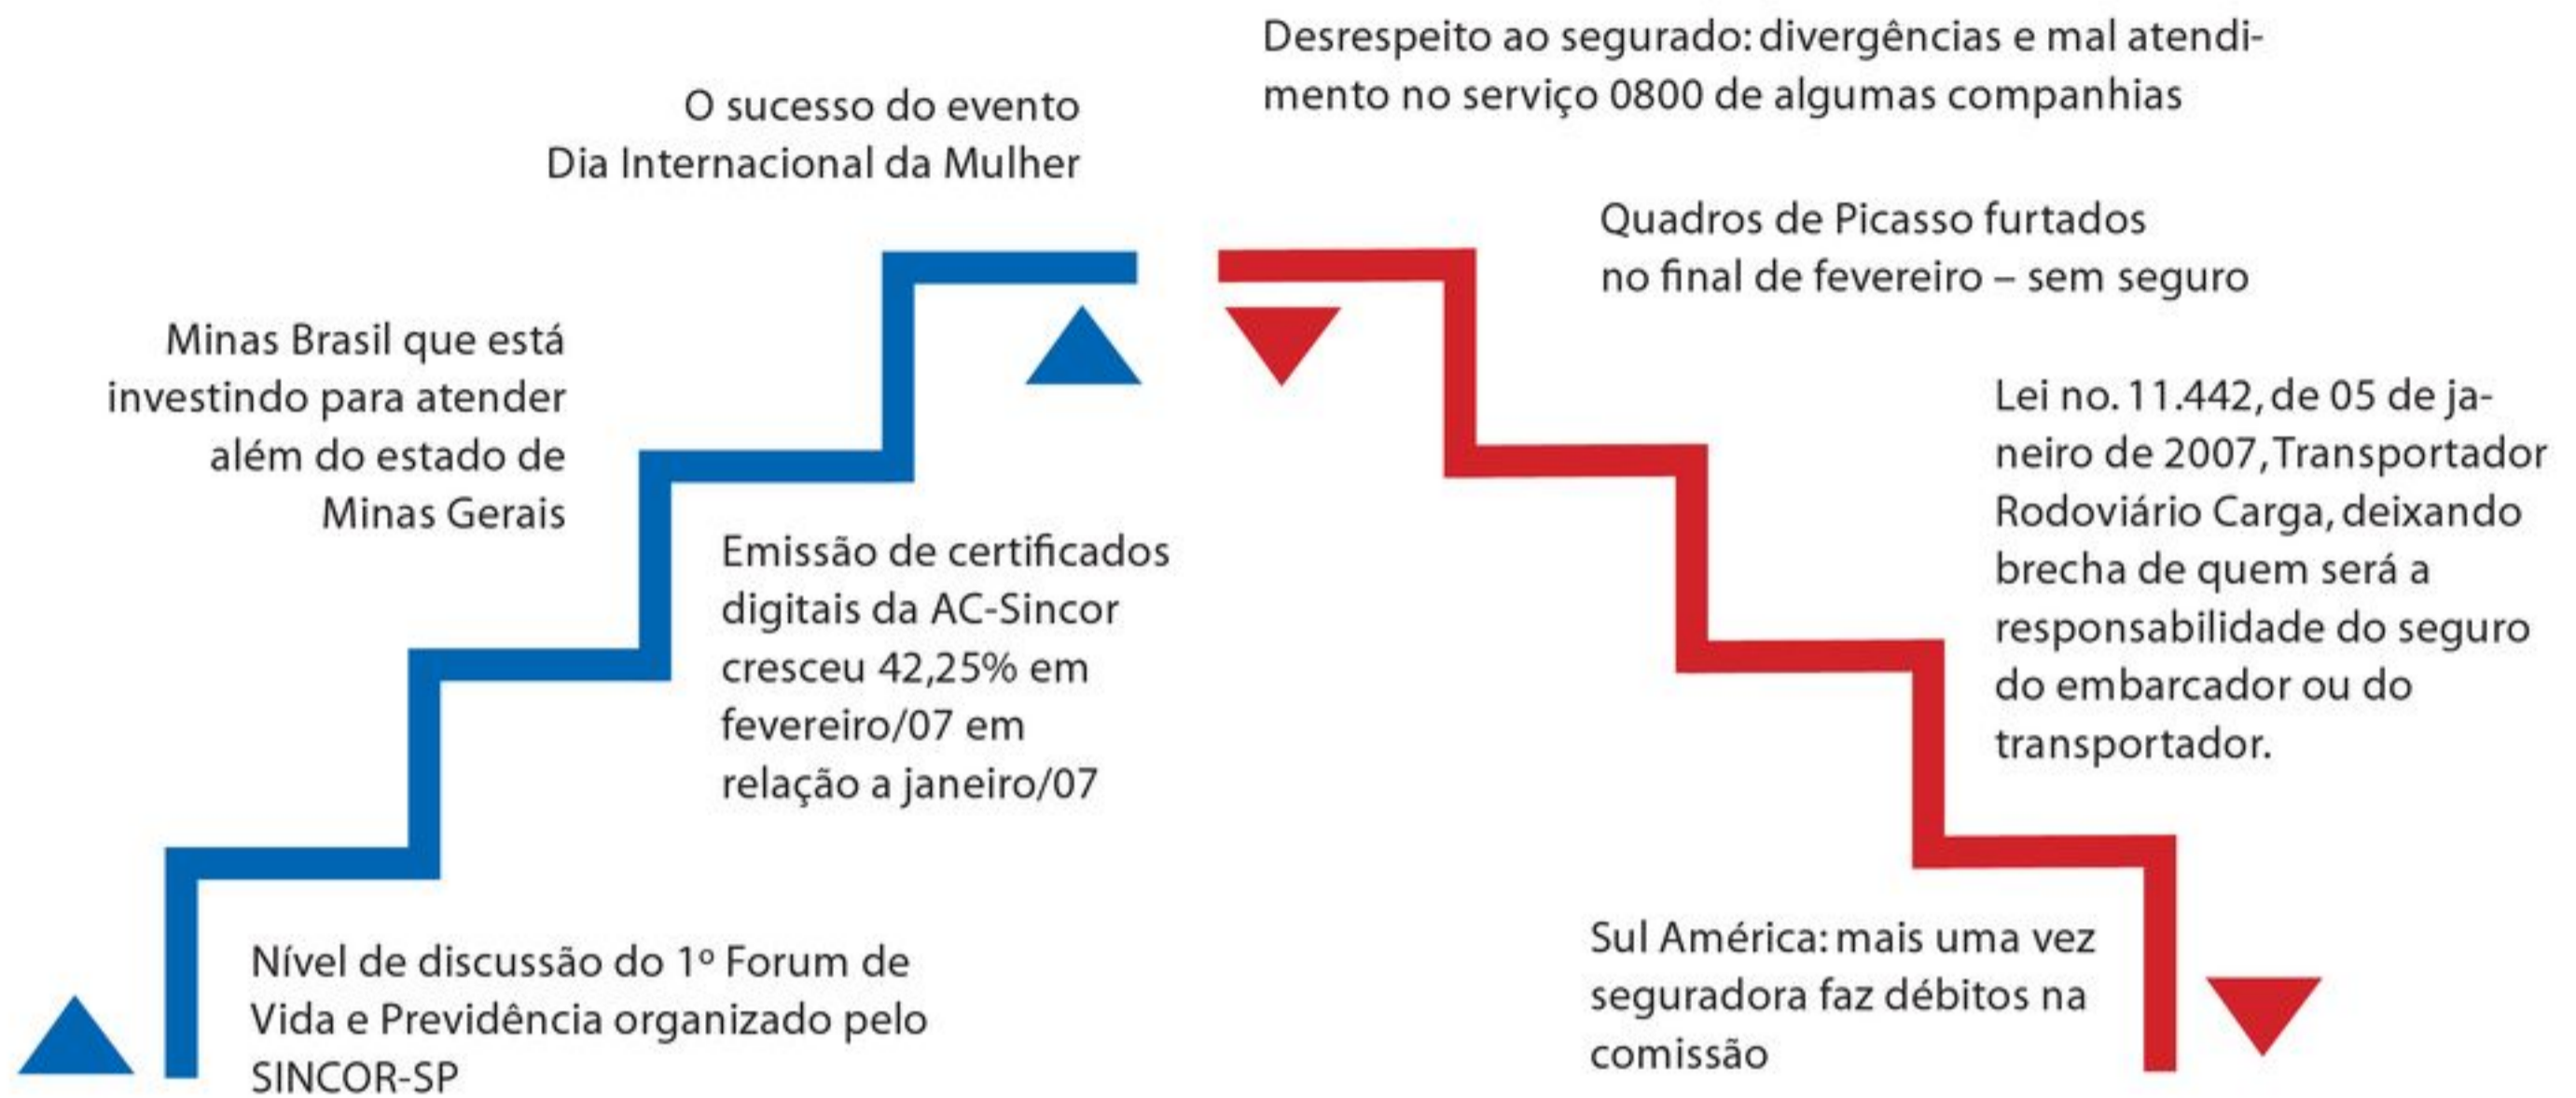 O sucesso do evento
Dia Internacional da Mulher
Minas Brasil que está
investindo para atender
além do estado de
Minas Gerais
Emissão de certificados
digitais da AC-Sincor
cresceu 42,25% em
fevereiro/07 em
relação a janeiro/07
Nível de discussão do 1º Forum de
Vida e Previdência organizado pelo
SINCOR-SP
Desrespeito ao segurado: divergências e mal atendi-
mento no serviço 0800 de algumas companhias
Quadros de Picasso furtados
no final de fevereiro – sem seguro
Lei no. 11.442, de 05 de ja-
neiro de 2007, Transportador
Rodoviário Carga, deixando
brecha de quem será a
responsabilidade do seguro
do embarcador ou do
transportador.
Sul América: mais uma vez
seguradora faz débitos na
comissão